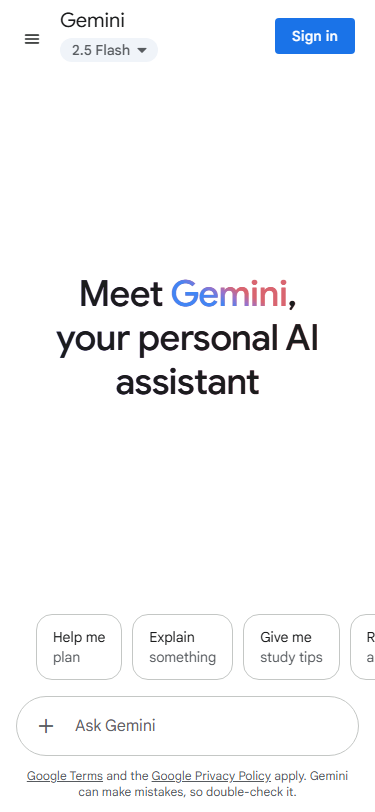 Gemini
2.5 Flash
Sign in
Meet Gemini,
your personal AI
assistant
Help me
plan
Explain
something
Give me
study tips
Ask Gemini
Google Terms and the Google Privacy Policy apply. Gemini
can make mistakes, so double-check it.